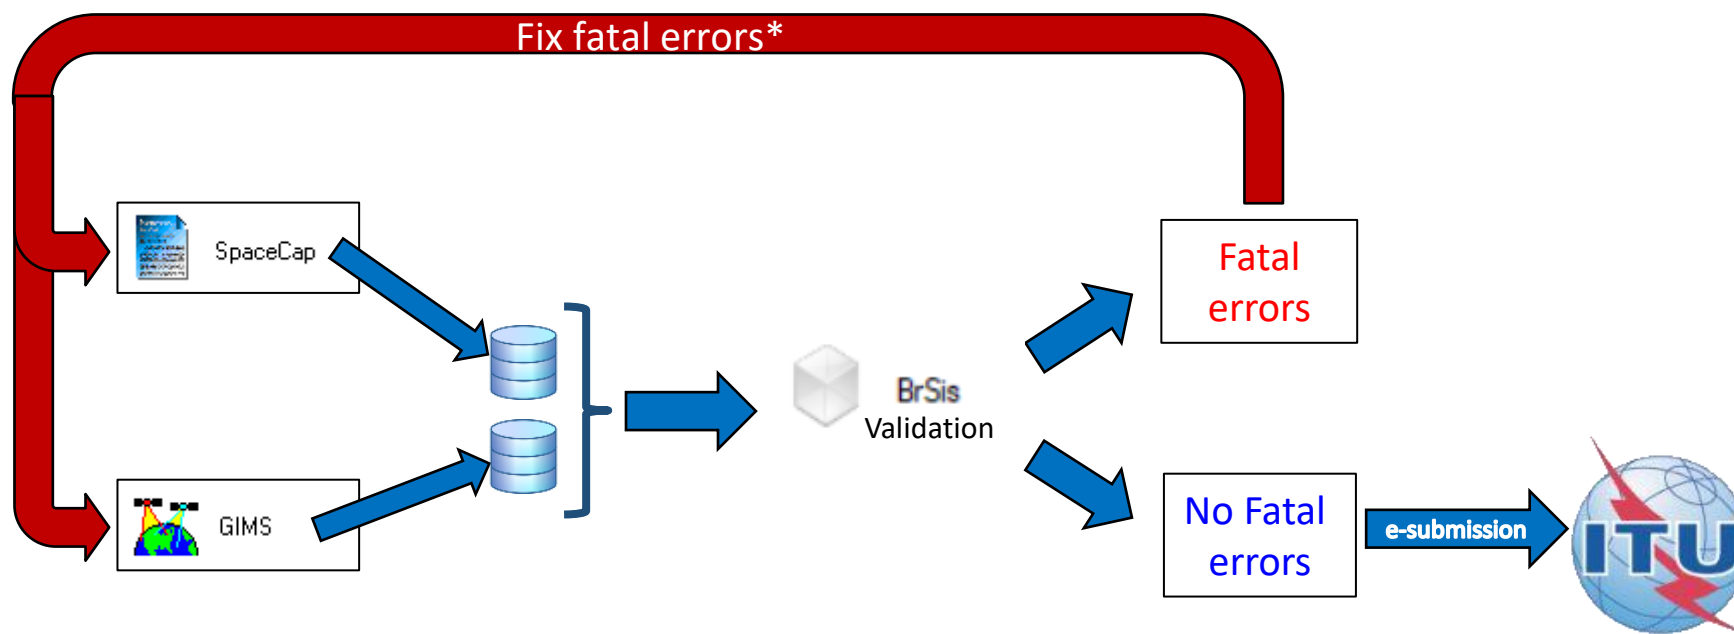 Fix fatal errors*
SpaceCap
Fatal
errors
BrSis
Validation
GIMS
No Fatal
errors
e-submission
ITU